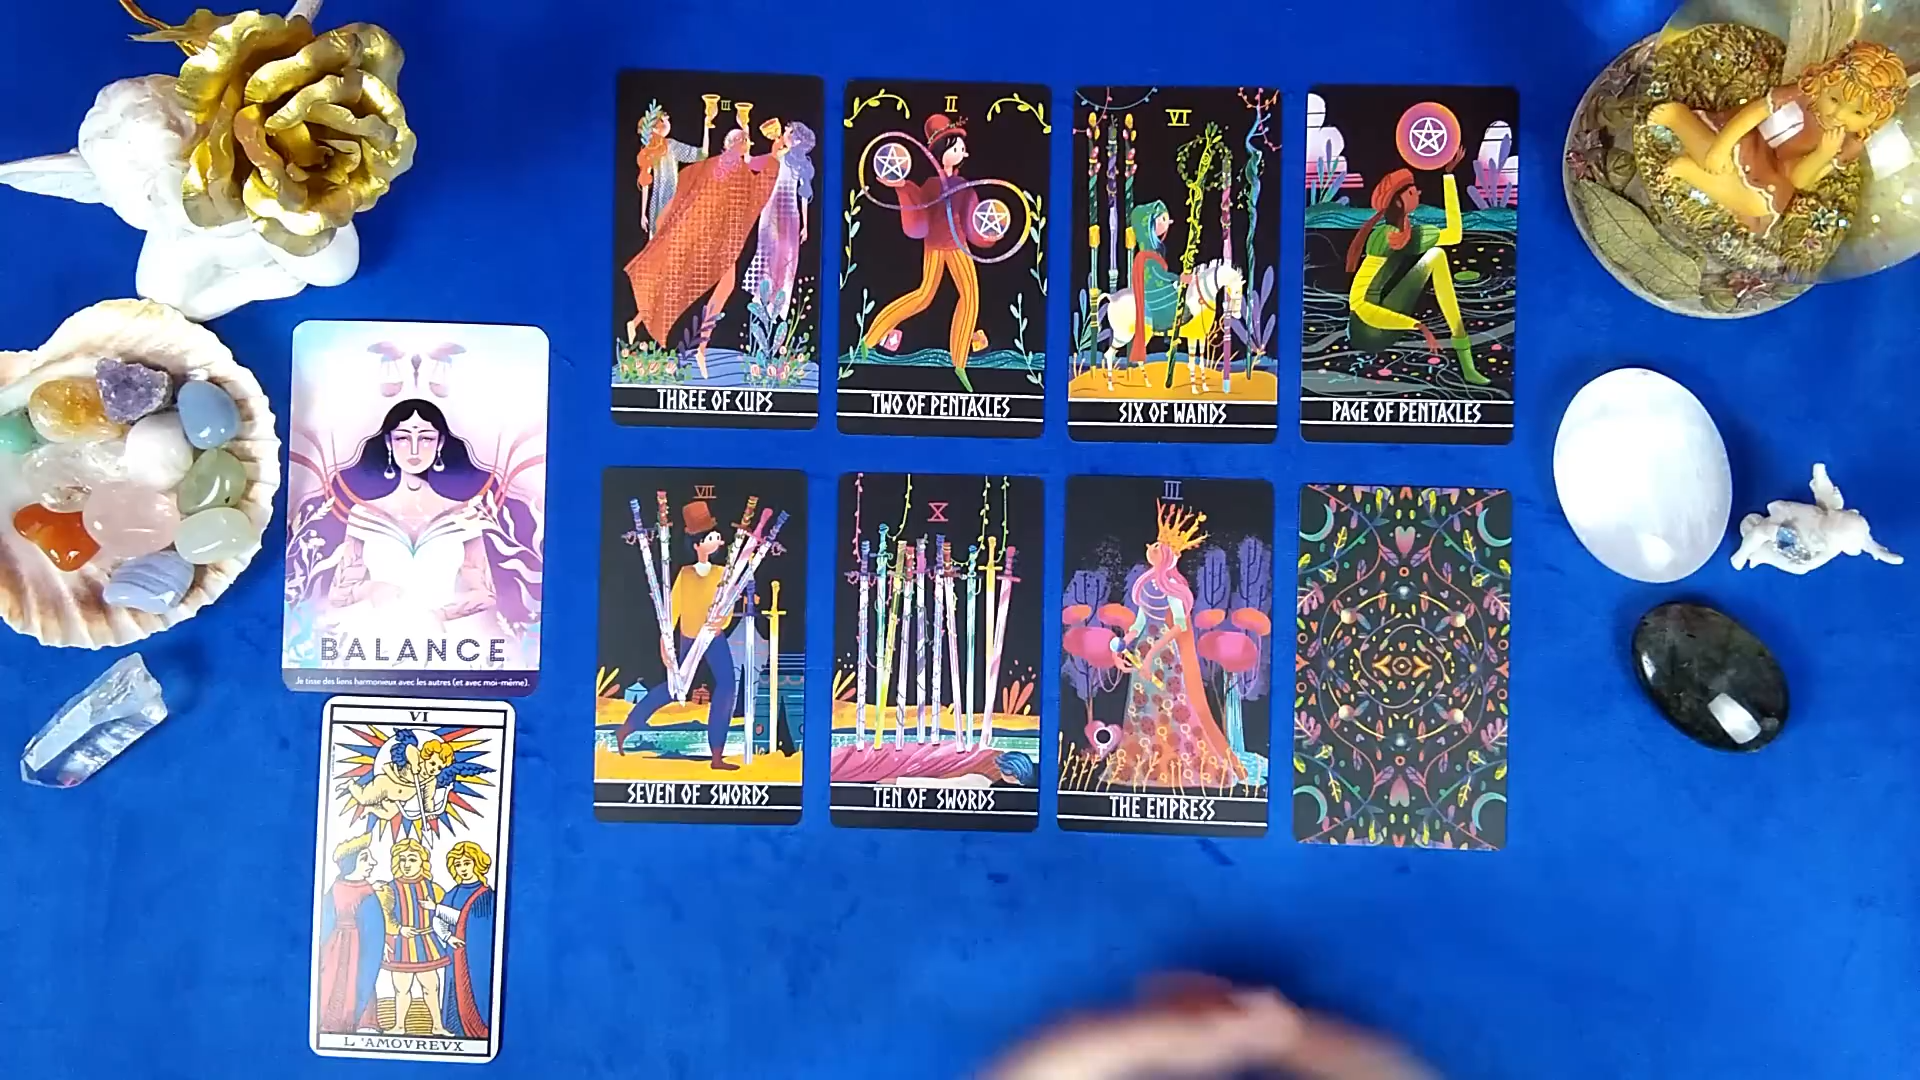 III
THREE OF CUPS
II
TWO OF PENTACLES
VI
SIX OF WANDS
PAGE OF PENTACLES
BALANCE
Je tisse des liens harmonieux avec les autres (et avec moi-même).
VII
SEVEN OF SWORDS
X
TEN OF SWORDS
III
THE EMPRESS
VI
L'AMOVREVX